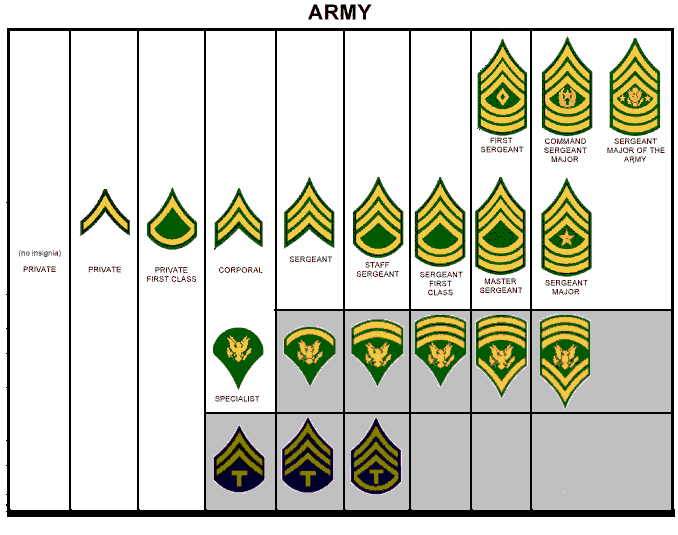 ARMY
FIRST
SERGEANT
COMMAND
SERGEANT
MAJOR
SERGEANT
MAJOR OF THE
ARMY
(no insignia)
PRIVATE
PRIVATE
PRIVATE
FIRST CLASS
CORPORAL
SERGEANT
STAFF
SERGEANT
SERGEANT
FIRST
CLASS
MASTER
SERGEANT
SERGEANT
MAJOR
SPECIALIST
T
T
T